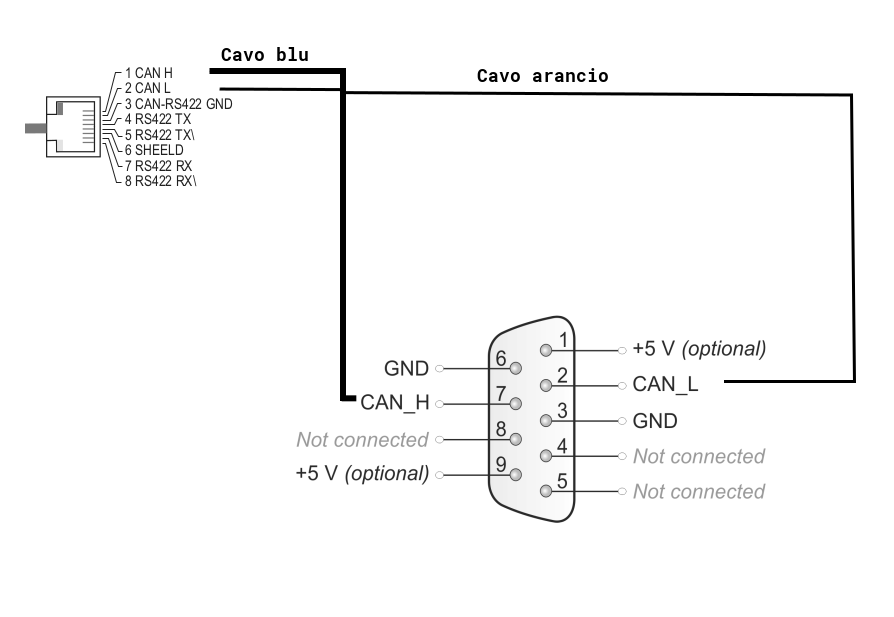 Cavo blu
Cavo arancio
1 CAN H
2 CAN L
3 CAN-RS422 GND
4 RS422 TX
5 RS422 TX\
6 SHEELD
7 RS422 RX
8 RS422 RX\
1 +5 V (optional)
GND 6
2 CAN_L
CAN_H 7
3 GND
Not connected 8
4 Not connected
+5 V (optional) 9
5 Not connected